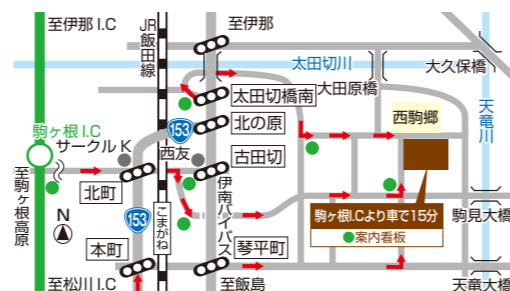 至伊那I.C
JR飯田線
至伊那
太田切川
大久保橋
大田原橋
太田切橋南
天竜川
西駒郷
153
北の原
駒ヶ根I.C
サークルK
西友
古田切
北町
至駒ヶ根高原
N
153
こまがね
伊南バイパス
駒ヶ根I.Cより車で15分
案内看板
駒見大橋
本町
琴平町
至松川I.C
至飯島
天竜大橋